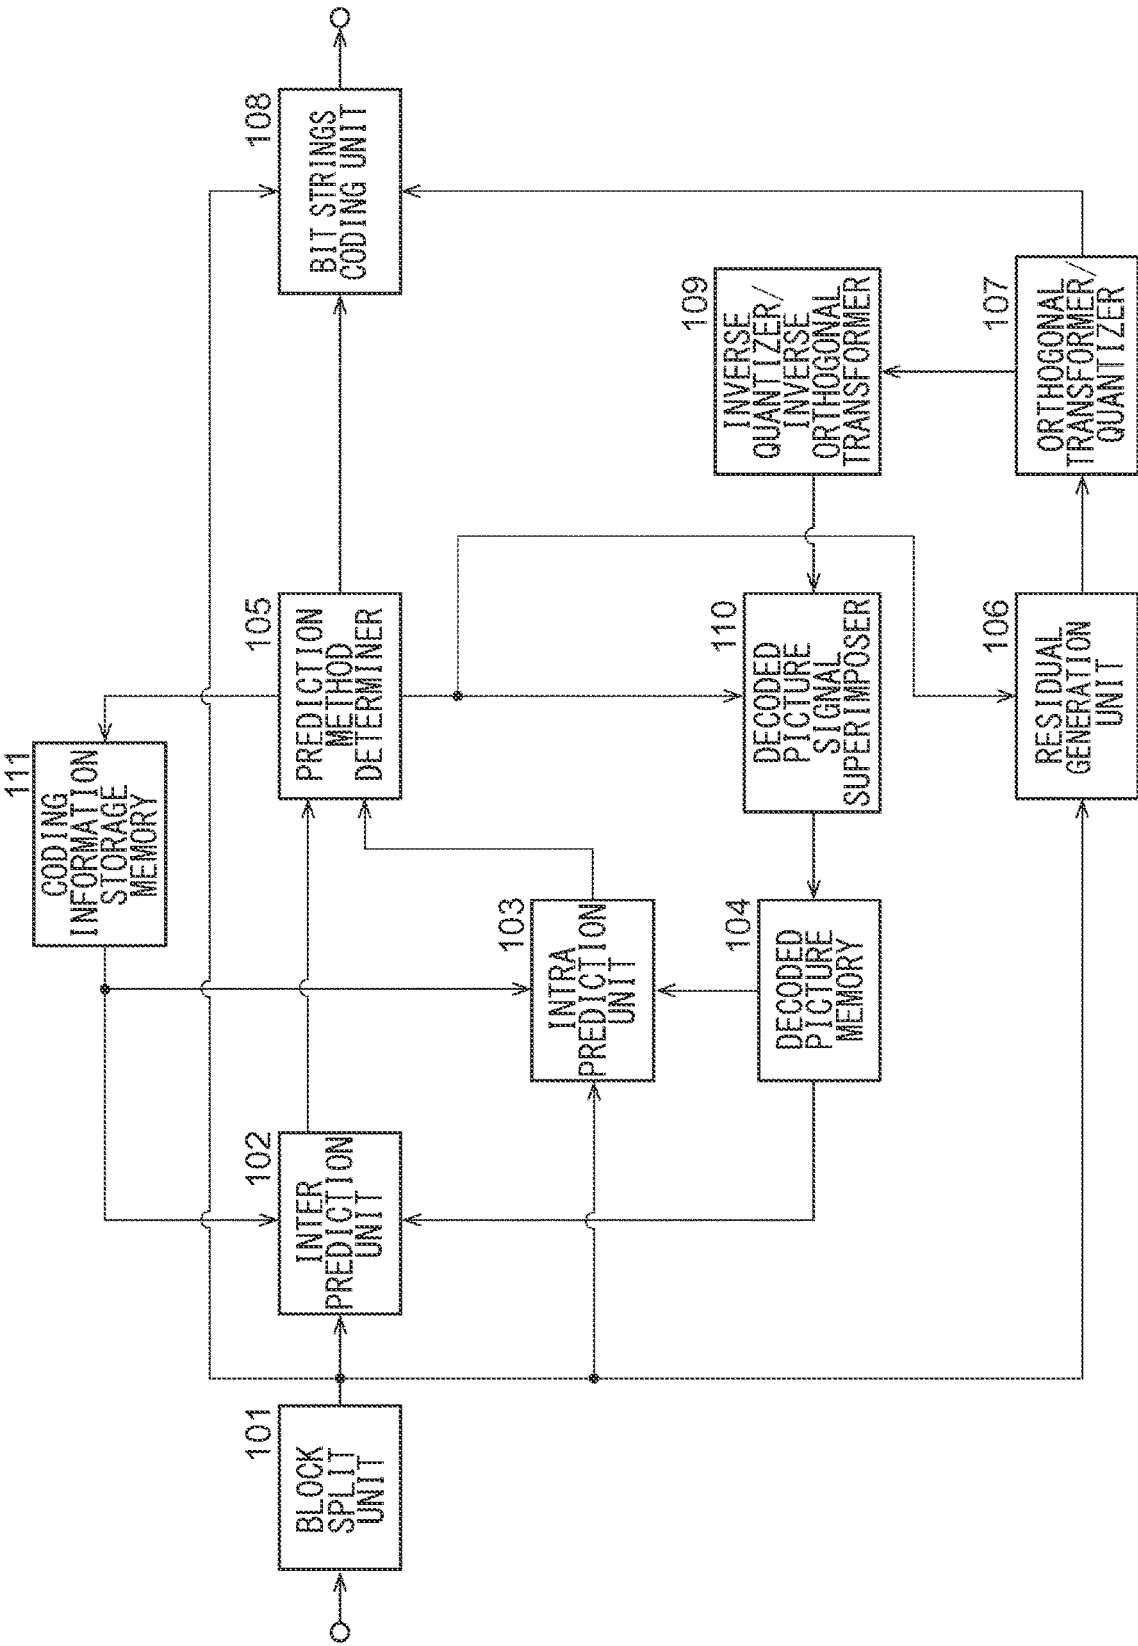 111
CODING
INFORMATION
STORAGE
MEMORY
101
BLOCK
SPLIT
UNIT
102
INTER
PREDICTION
UNIT
105
PREDICTION
METHOD
DETERMINER
108
BIT STRINGS
CODING UNIT
103
INTRA
PREDICTION
UNIT
104
DECODED
PICTURE
MEMORY
110
DECODED
PICTURE
SIGNAL
SUPERIMPOSER
109
INVERSE
QUANTIZER/
INVERSE
ORTHOGONAL
TRANSFORMER
106
RESIDUAL
GENERATION
UNIT
107
ORTHOGONAL
TRANSFORMER/
QUANTIZER